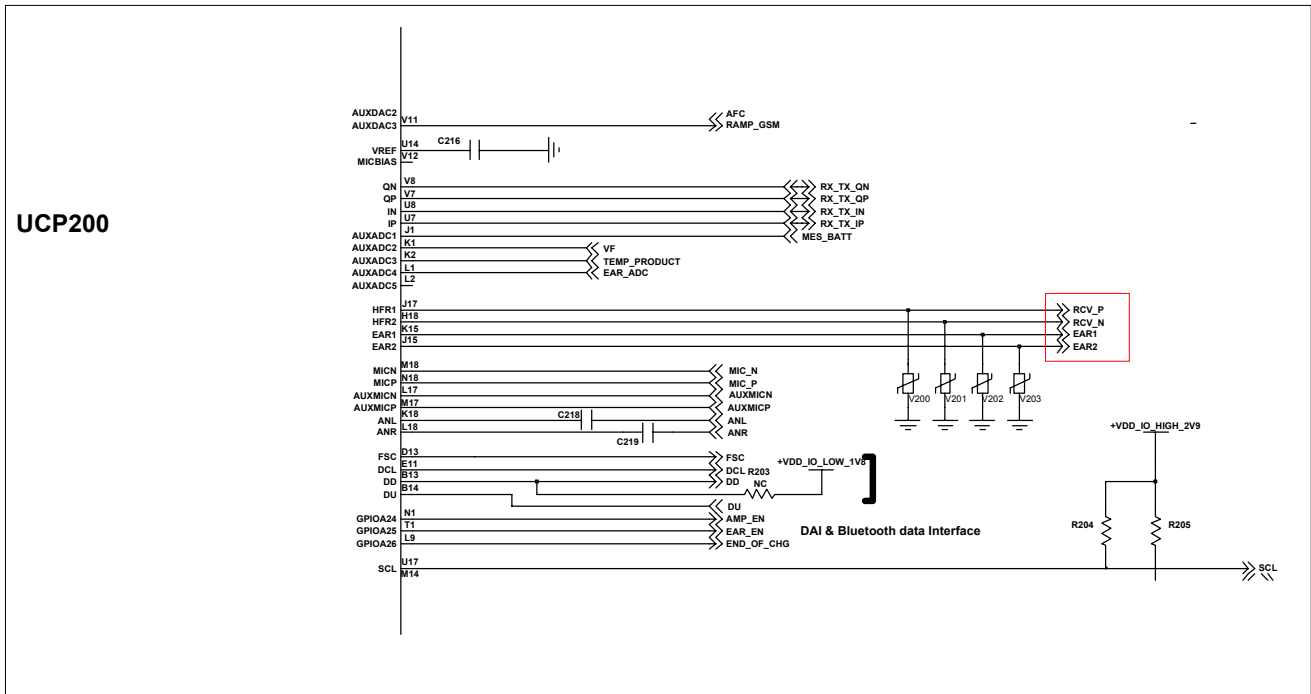 AUXDAC2 AFC
AUXDAC3 V11 RAMP_GSM
VREF U14 C216
MICBIAS V12
QN V8 RX_TX_QN
QP V7 RX_TX_QP
UCP200
IN U8 RX_TX_IN
IP U7 RX_TX_IP
AUXADC1 J1 MES_BATT
AUXADC2 K1 VF
AUXADC3 K2 TEMP_PRODUCT
AUXADC4 L1 EAR_ADC
AUXADC5 L2
HFR1 J17 RCV_P
HFR2 H18 RCV_N
EAR1 K15 EAR1
EAR2 J15 EAR2
MICN M18 MIC_N
MICP N18 MIC_P
AUXMICN L17 AUXMICN
V200 V201 V202 V203
AUXMICP M17 AUXMICP
ANL K18 C218 ANL
ANR L18 C219 ANR
+VDD_IO_HIGH_2V9
FSC D13 FSC
+VDD_IO_LOW_1V8
DCL E11 DCL R203
DD B13 DD NC
DU B14 DU
GPIOA24 N1 AMP_EN
GPIOA25 T1 EAR_EN
DAI & Bluetooth data Interface
R204 R205
GPIOA26 L9 END_OF_CHG
SCL U17 SCL
M14